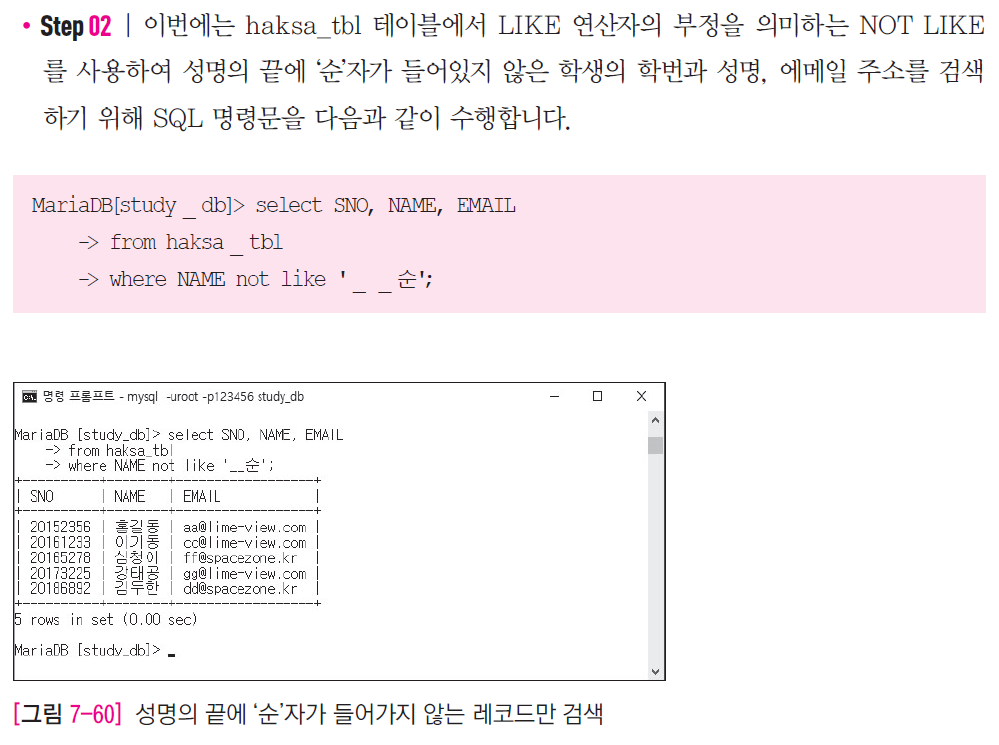 • Step 02 | 이번에는 haksa_tbl 테이블에서 LIKE 연산자의 부정을 의미하는 NOT LIKE
를 사용하여 성명의 끝에 ‘순’자가 들어있지 않은 학생의 학번과 성명, 에메일 주소를 검색
하기 위해 SQL 명령문을 다음과 같이 수행합니다.
MariaDB[study _ db]> select SNO, NAME, EMAIL
-> from haksa _ tbl
-> where NAME not like '_ _ 순';
명령 프롬프트 - mysql -uroot -p123456 study_db
MariaDB [study_db]> select SNO, NAME, EMAIL
-> from haksa_tbl
-> where NAME not like '__순';
+----------+--------+------------------+
| SNO | NAME | EMAIL |
+----------+--------+------------------+
| 20152356 | 홍길동 | aa@lime-view.com |
| 20161233 | 이기동 | cc@lime-view.com |
| 20165278 | 심청이 | ff@spacezone.kr |
| 20173225 | 강태공 | gg@lime-view.com |
| 20186892 | 김두한 | dd@spacezone.kr |
+----------+--------+------------------+
5 rows in set (0.00 sec)
MariaDB [study_db]> _
[그림 7-60] 성명의 끝에 ‘순’자가 들어가지 않는 레코드만 검색